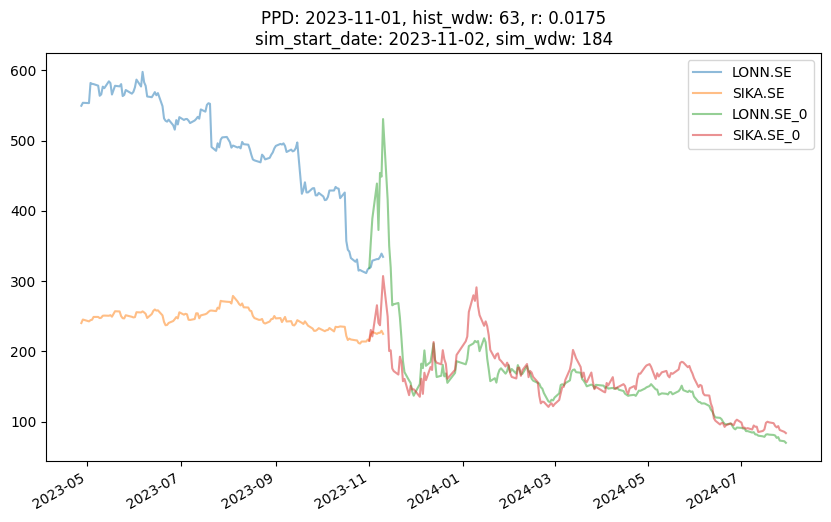 PPD: 2023-11-01, hist_wdw: 63, r: 0.0175
sim_start_date: 2023-11-02, sim_wdw: 184
LONN.SE
SIKA.SE
LONN.SE_0
SIKA.SE_0
600
500
400
300
200
100
2023-05
2023-07
2023-09
2023-11
2024-01
2024-03
2024-05
2024-07